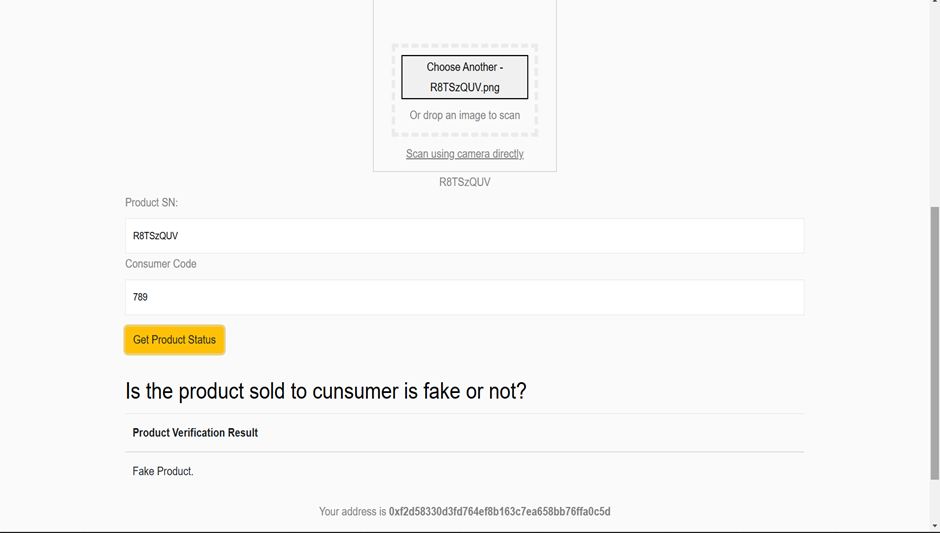 Choose Another -
R8TSzQUV.png
Or drop an image to scan
Scan using camera directly
R8TSzQUV
Product SN:
R8TSzQUV
Consumer Code
789
Get Product Status
Is the product sold to cunsumer is fake or not?
Product Verification Result
Fake Product.
Your address is 0xf2d58330d3fd764ef8b163c7ea658bb76ffa0c5d